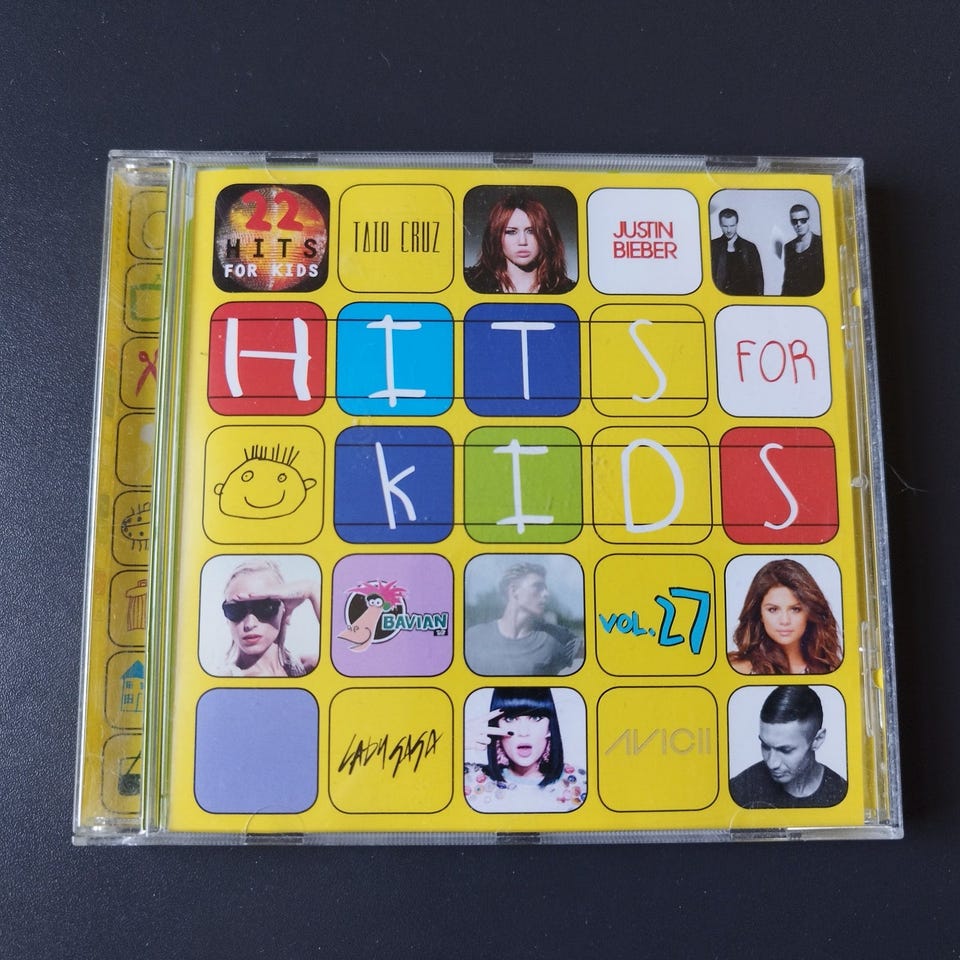 22
HITS
FOR KIDS
TAIO CRUZ
JUSTIN
BIEBER
HITS FOR
KIDS
BAVIAN
VOL.27
LADY GAGA
AVICII